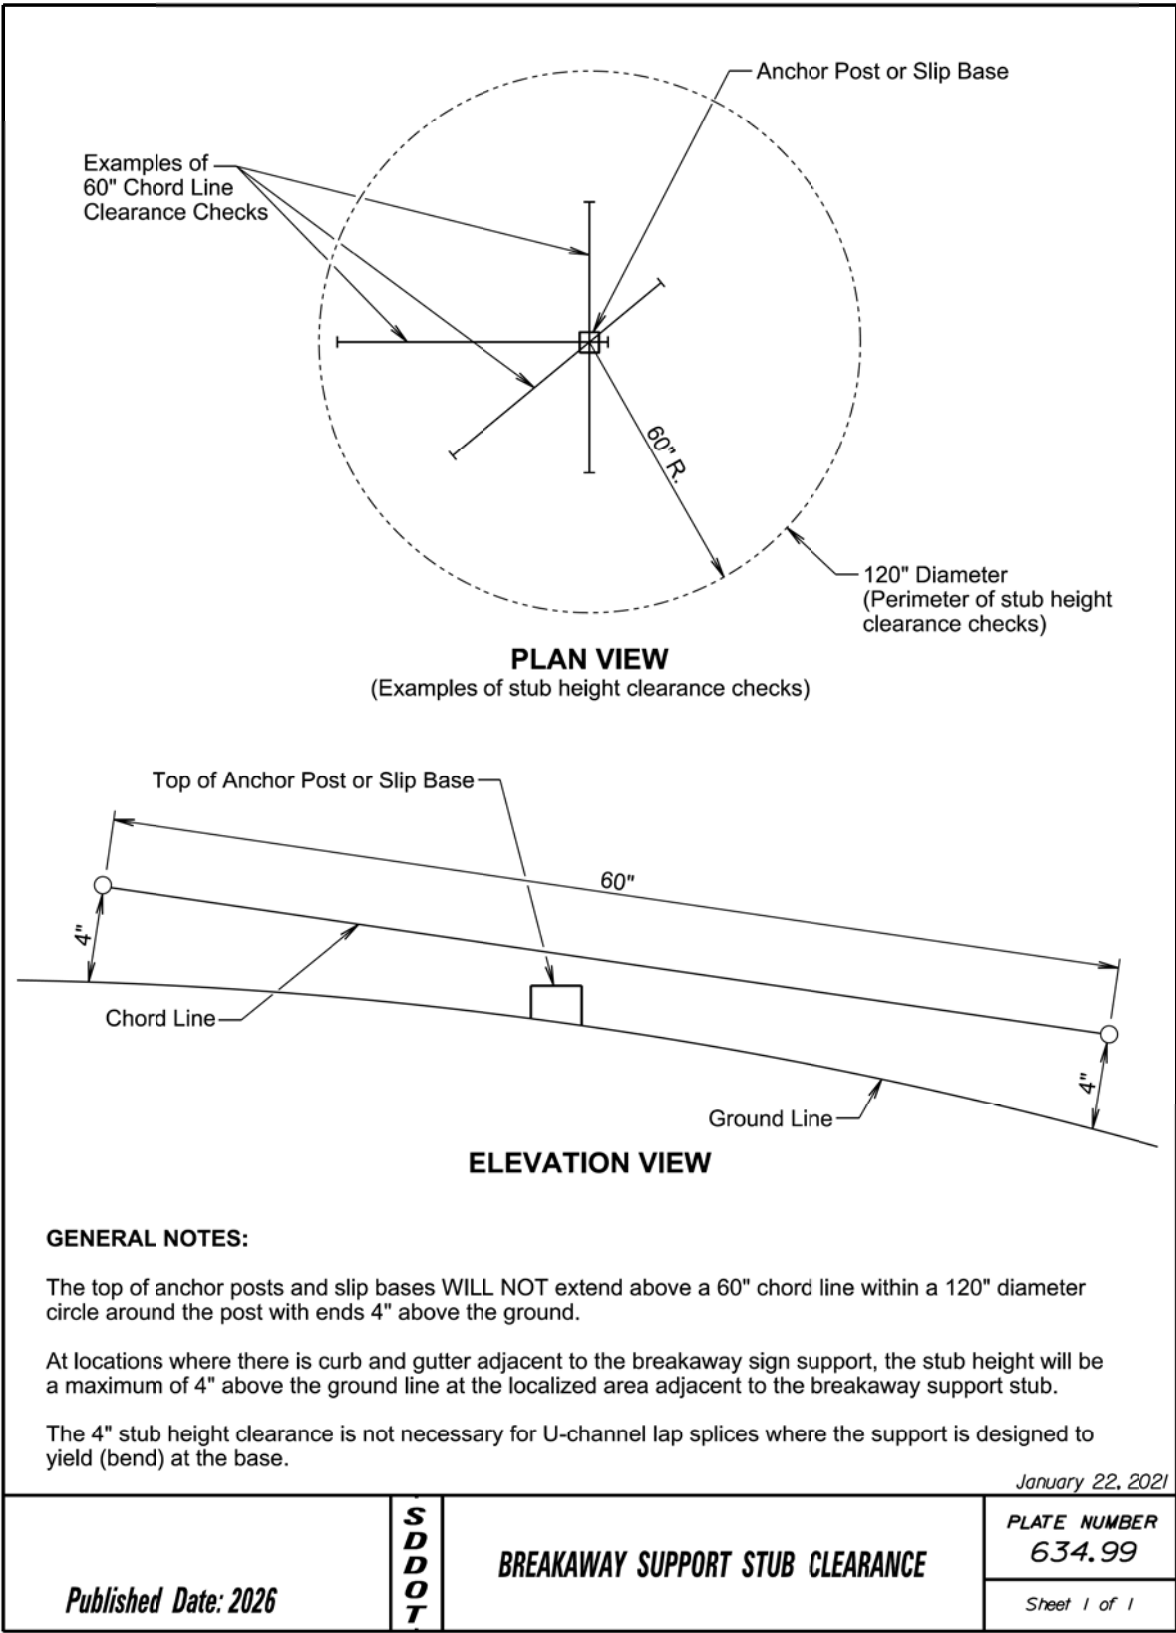 Anchor Post or Slip Base
Examples of
60" Chord Line
Clearance Checks
60" R.
120" Diameter
(Perimeter of stub height
clearance checks)
PLAN VIEW
(Examples of stub height clearance checks)
Top of Anchor Post or Slip Base
60"
4"
Chord Line
4"
Ground Line
ELEVATION VIEW
GENERAL NOTES:
The top of anchor posts and slip bases WILL NOT extend above a 60" chord line within a 120" diameter
circle around the post with ends 4" above the ground.
At locations where there is curb and gutter adjacent to the breakaway sign support, the stub height will be
a maximum of 4" above the ground line at the localized area adjacent to the breakaway support stub.
The 4" stub height clearance is not necessary for U-channel lap splices where the support is designed to
yield (bend) at the base.
January 22, 2021
Published Date: 2026
S
D
D
O
T
BREAKAWAY SUPPORT STUB CLEARANCE
PLATE NUMBER
634.99
Sheet 1 of 1